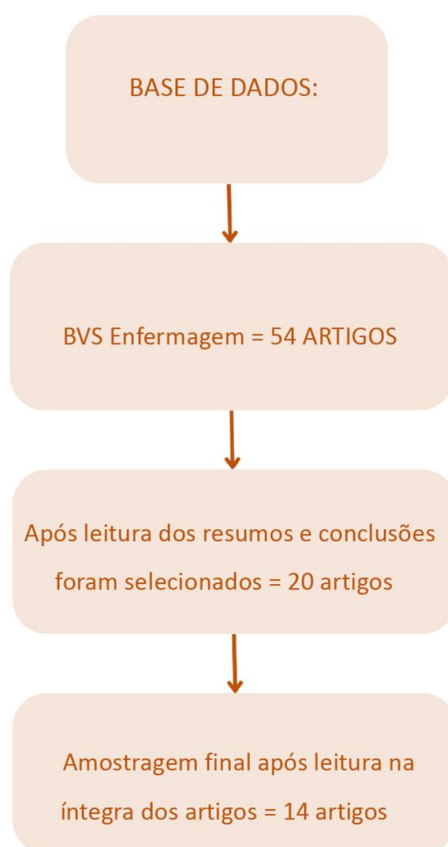 BASE DE DADOS:
BVS Enfermagem = 54 ARTIGOS
Após leitura dos resumos e conclusões
foram selecionados = 20 artigos
Amostragem final após leitura na
íntegra dos artigos = 14 artigos